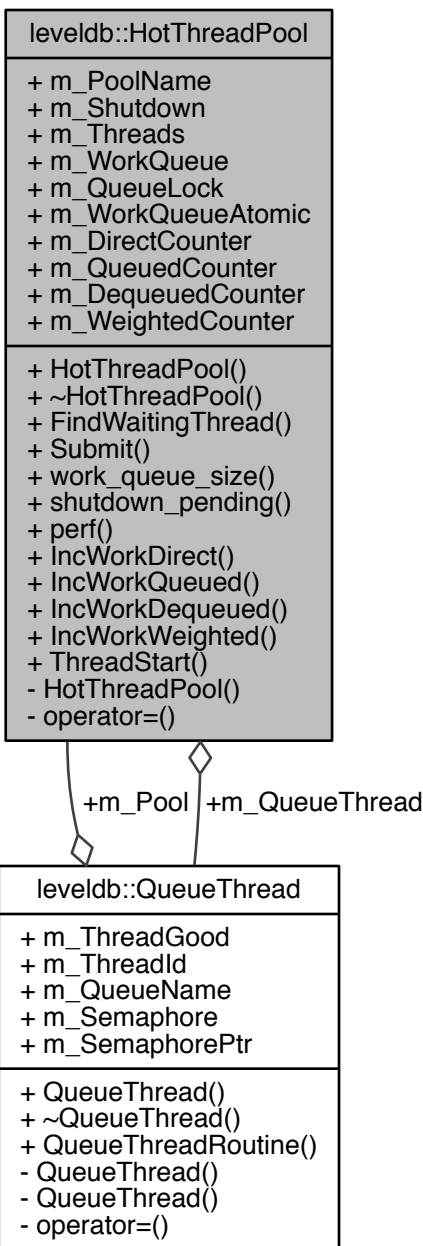 leveldb::HotThreadPool
+ m_PoolName
+ m_Shutdown
+ m_Threads
+ m_WorkQueue
+ m_QueueLock
+ m_WorkQueueAtomic
+ m_DirectCounter
+ m_QueuedCounter
+ m_DequeuedCounter
+ m_WeightedCounter
+ HotThreadPool()
+ ~HotThreadPool()
+ FindWaitingThread()
+ Submit()
+ work_queue_size()
+ shutdown_pending()
+ perf()
+ IncWorkDirect()
+ IncWorkQueued()
+ IncWorkDequeued()
+ IncWorkWeighted()
+ ThreadStart()
- HotThreadPool()
- operator=()
+m_Pool +m_QueueThread
leveldb::QueueThread
+ m_ThreadGood
+ m_ThreadId
+ m_QueueName
+ m_Semaphore
+ m_SemaphorePtr
+ QueueThread()
+ ~QueueThread()
+ QueueThreadRoutine()
- QueueThread()
- QueueThread()
- operator=()